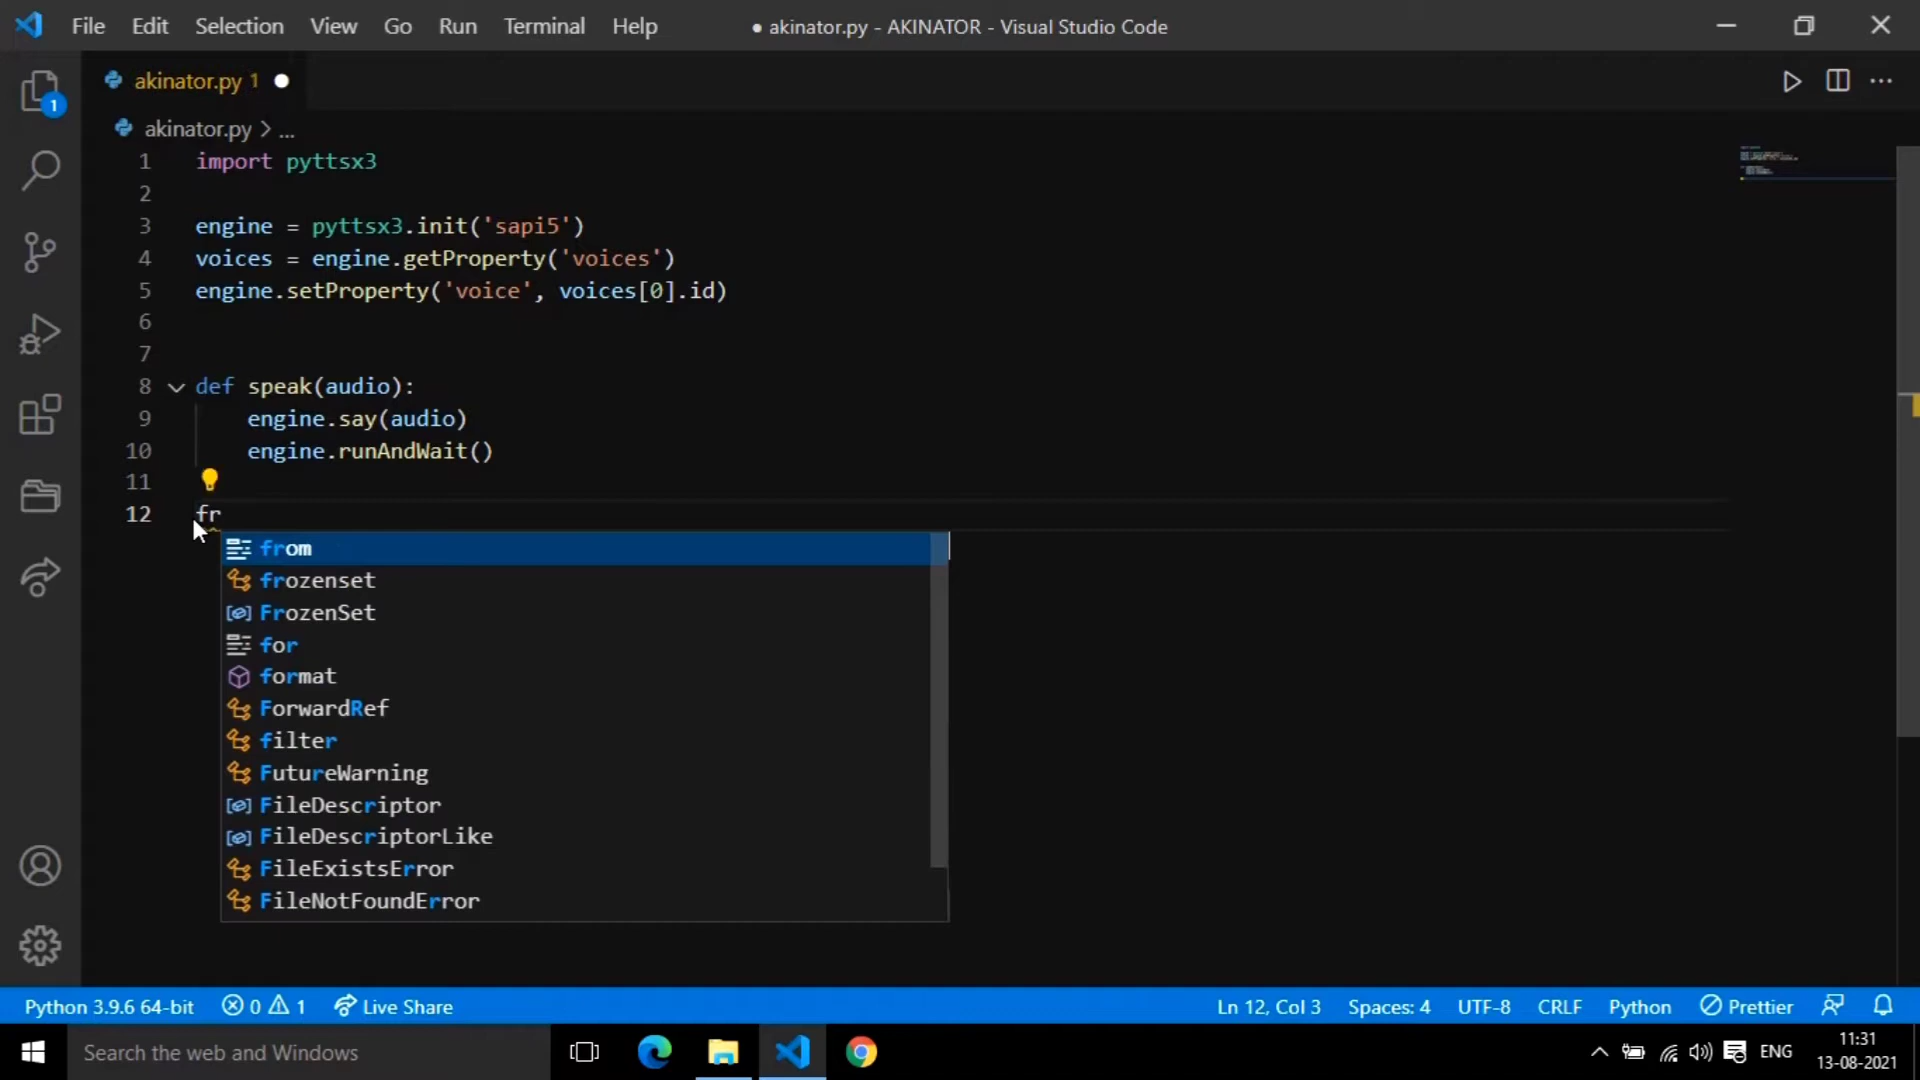 File Edit Selection View Go Run Terminal Help ● akinator.py - AKINATOR - Visual Studio Code
akinator.py 1
akinator.py > ...
1 import pyttsx3
2
3 engine = pyttsx3.init('sapi5')
4 voices = engine.getProperty('voices')
5 engine.setProperty('voice', voices[0].id)
6
7
8 def speak(audio):
9 engine.say(audio)
10 engine.runAndWait()
11
12 fr
from
frozenset
FrozenSet
for
format
ForwardRef
filter
FutureWarning
FileDescriptor
FileDescriptorLike
FileExistsError
FileNotFoundError
1
Python 3.9.6 64-bit 0 1 Live Share Ln 12, Col 3 Spaces: 4 UTF-8 CRLF Python Prettier
Search the web and Windows ENG 11:31
13-08-2021